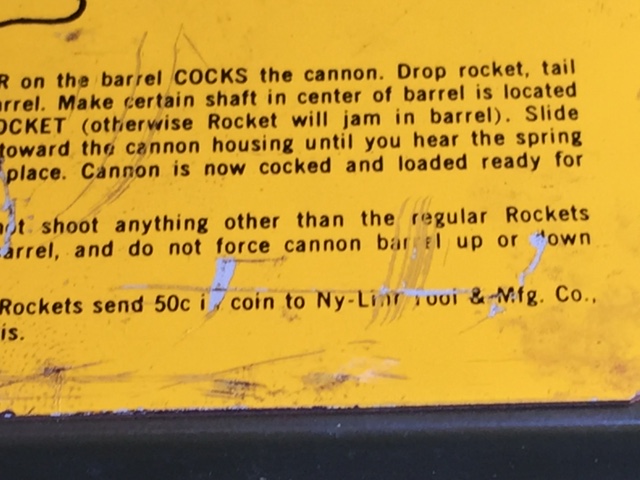 R on the barrel COCKS the cannon. Drop rocket, tail
rrel. Make certain shaft in center of barrel is located
OCKET (otherwise Rocket will jam in barrel). Slide
toward the cannon housing until you hear the spring
place. Cannon is now cocked and loaded ready for
ot shoot anything other than the regular Rockets
arrel, and do not force cannon barrel up or down
Rockets send 50c in coin to Ny-Lint Tool & Mfg. Co.,
is.